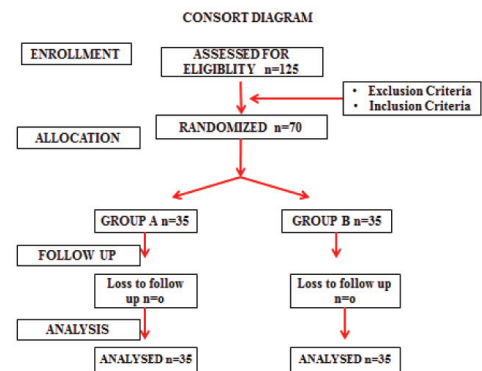 CONSORT DIAGRAM
ENROLLMENT
ASSESSED FOR
ELIGIBLITY n=125
• Exclusion Criteria
• Inclusion Criteria
RANDOMIZED n=70
ALLOCATION
GROUP A n=35
GROUP B n=35
FOLLOW UP
Loss to follow
up n=o
Loss to follow up
n=o
ANALYSIS
ANALYSED n=35
ANALYSED n=35